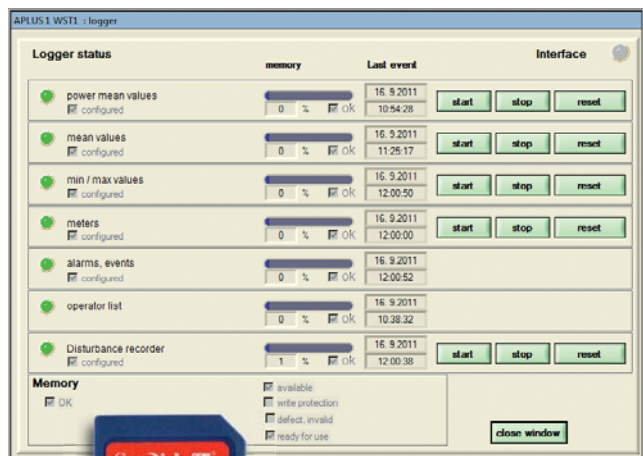 APLUS1 WST1 : logger
Logger status memory Last event Interface
power mean values 16. 9.2011 start stop reset
configured 0 % ok 10:54:28
mean values 16. 9.2011 start stop reset
configured 0 % ok 11:25:17
min / max values 16. 9.2011 start stop reset
configured 0 % ok 12:00:50
meters 16. 9.2011 start stop reset
configured 0 % ok 12:00:00
alarms, events 16. 9.2011
configured 0 % ok 12:00:52
operator list 16. 9.2011
0 % ok 10:38:32
Disturbance recorder 16. 9.2011 start stop reset
configured 1 % ok 12:00:38
Memory
OK
available
write protection
defect, invalid
ready for use
close window
SanDisk